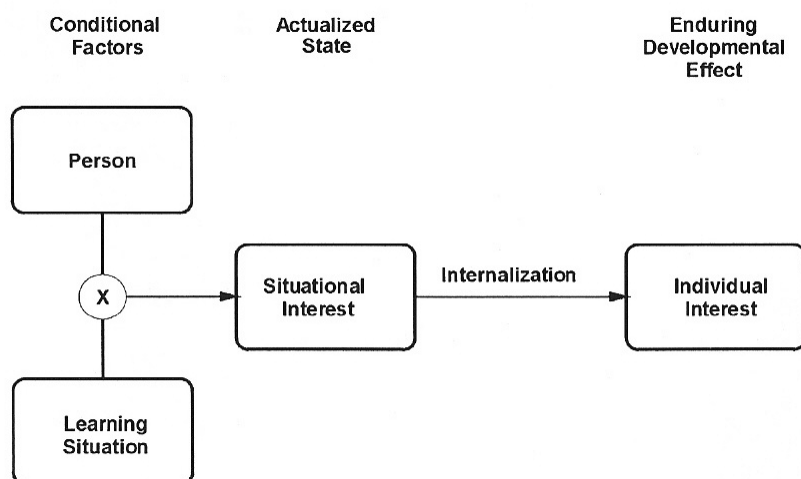 Conditional
Factors
Actualized
State
Enduring
Developmental
Effect
Person
X
Situational
Interest
Internalization
Individual
Interest
Learning
Situation